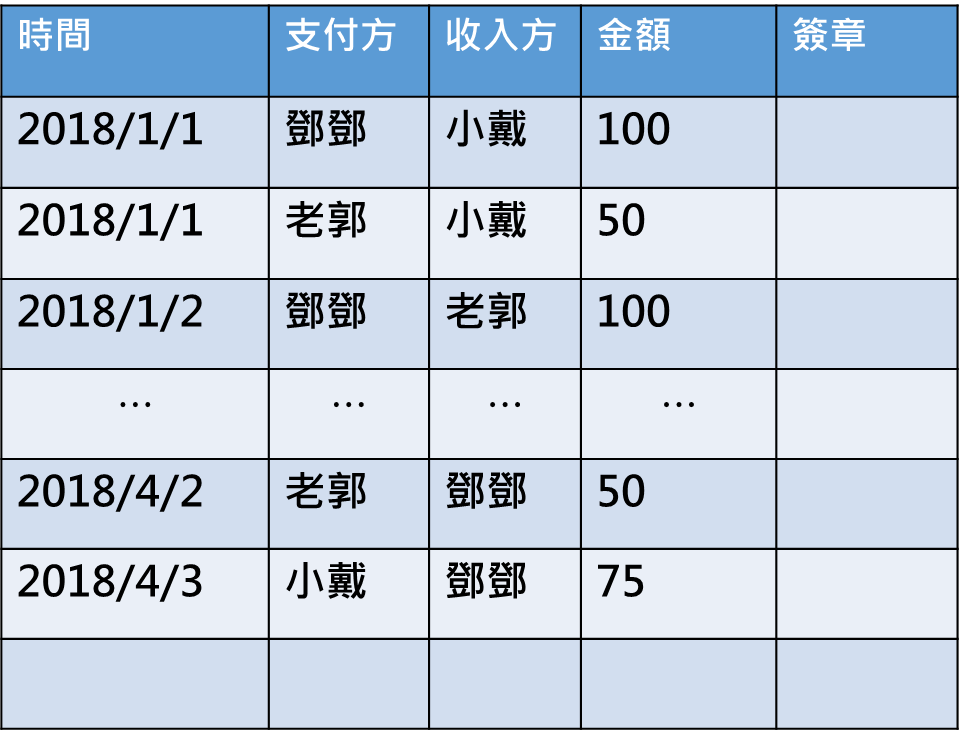 時間 支付方 收入方 金額 簽章
2018/1/1 鄧鄧 小戴 100
2018/1/1 老郭 小戴 50
2018/1/2 鄧鄧 老郭 100
… … … …
2018/4/2 老郭 鄧鄧 50
2018/4/3 小戴 鄧鄧 75